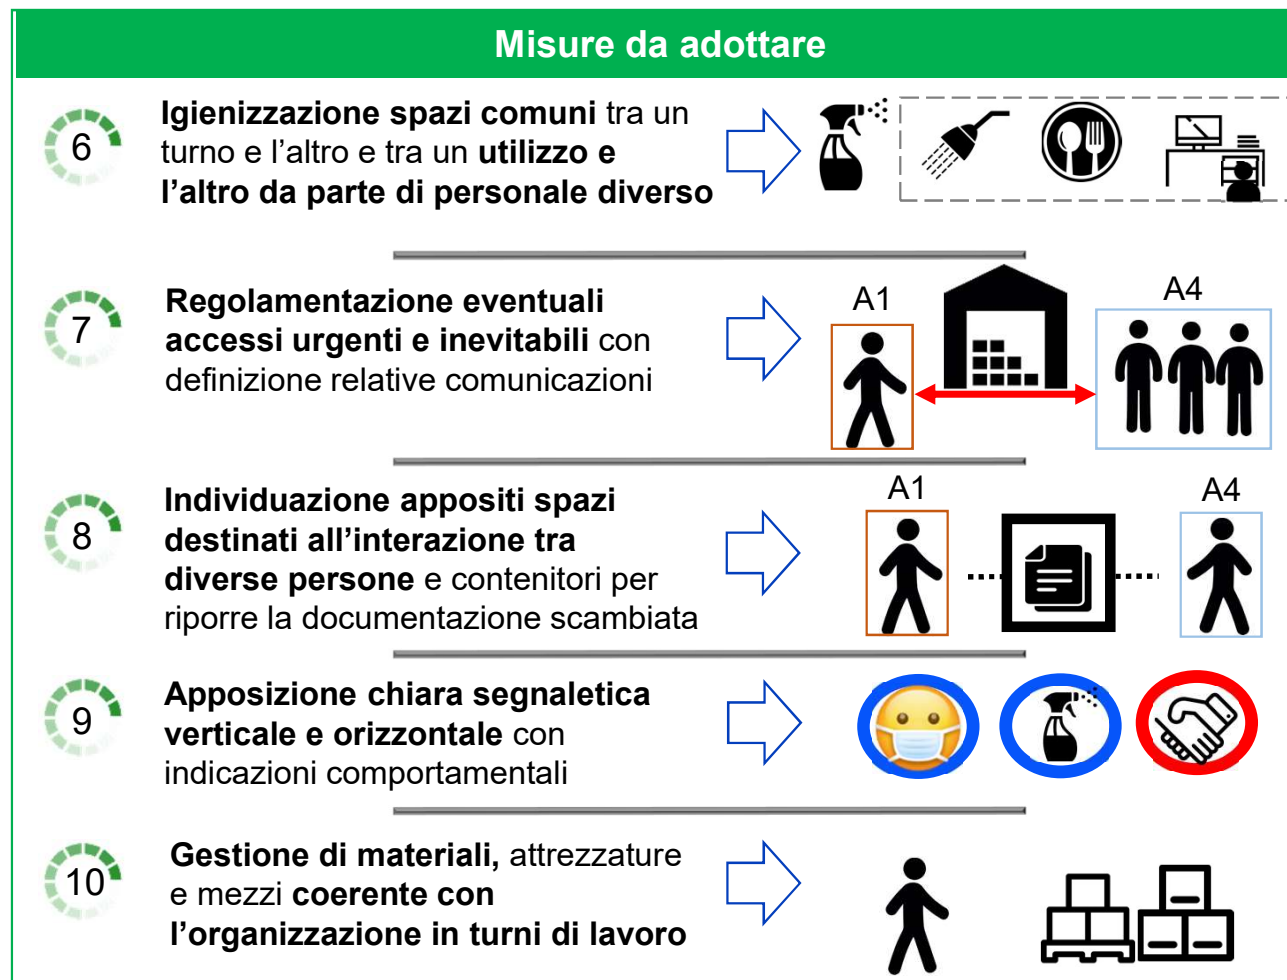 Misure da adottare
6
Igienizzazione spazi comuni tra un
turno e l’altro e tra un utilizzo e
l’altro da parte di personale diverso
7
Regolamentazione eventuali
accessi urgenti e inevitabili con
definizione relative comunicazioni
A1
A4
8
Individuazione appositi spazi
destinati all’interazione tra
diverse persone e contenitori per
riporre la documentazione scambiata
A1
A4
9
Apposizione chiara segnaletica
verticale e orizzontale con
indicazioni comportamentali
10
Gestione di materiali, attrezzature
e mezzi coerente con
l’organizzazione in turni di lavoro